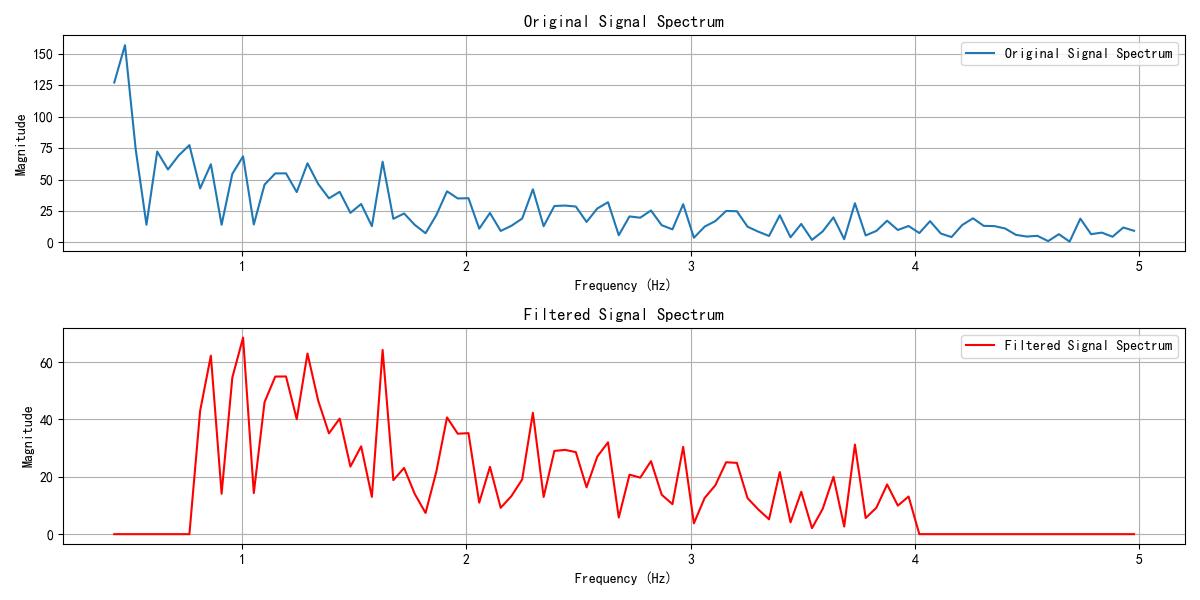 Original Signal Spectrum
Original Signal Spectrum
Magnitude
150
125
100
75
50
25
0
1
2
3
4
5
Frequency (Hz)
Filtered Signal Spectrum
Filtered Signal Spectrum
Magnitude
60
40
20
0
1
2
3
4
5
Frequency (Hz)